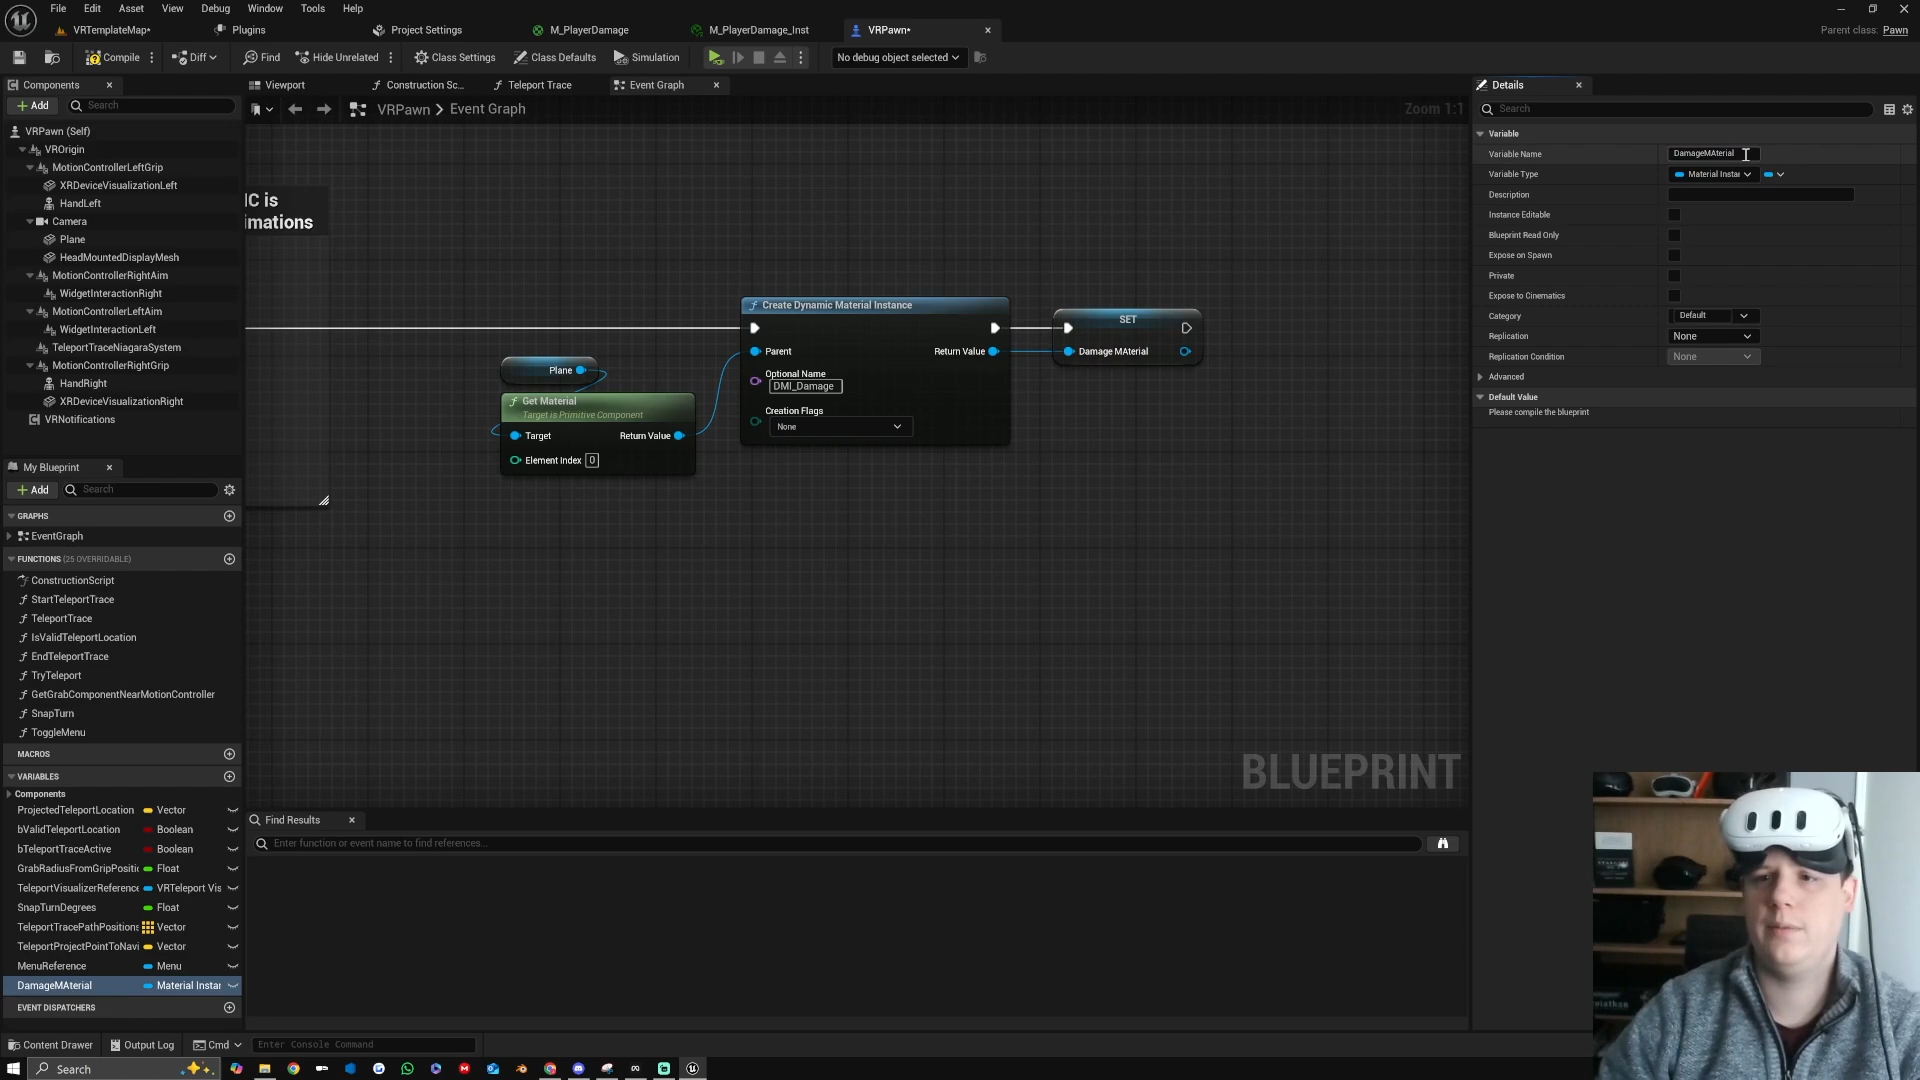 File Edit Asset View Debug Window Tools Help
VRTemplateMap* Plugins Project Settings M_PlayerDamage M_PlayerDamage_Inst VRPawn*
Parent class: Pawn
Compile Diff Find Hide Unrelated Class Settings Class Defaults Simulation No debug object selected
Components
Add Search
VRPawn (Self)
VROrigin
MotionControllerLeftGrip
XRDeviceVisualizationLeft
HandLeft
Camera
Plane
HeadMountedDisplayMesh
MotionControllerRightAim
WidgetInteractionRight
MotionControllerLeftAim
WidgetInteractionLeft
TeleportTraceNiagaraSystem
MotionControllerRightGrip
HandRight
XRDeviceVisualizationRight
VRNotifications
My Blueprint
Add Search
GRAPHS
EventGraph
FUNCTIONS (25 OVERRIDABLE)
ConstructionScript
StartTeleportTrace
TeleportTrace
IsValidTeleportLocation
EndTeleportTrace
TryTeleport
GetGrabComponentNearMotionController
SnapTurn
ToggleMenu
MACROS
VARIABLES
Components
ProjectedTeleportLocation Vector
bValidTeleportLocation Boolean
bTeleportTraceActive Boolean
GrabRadiusFromGripPositi Float
TeleportVisualizerReference VRTeleport Vis
SnapTurnDegrees Float
TeleportTracePathPositions Vector
TeleportProjectPointToNavi Vector
MenuReference Menu
DamageMAterial Material Instar
EVENT DISPATCHERS
Viewport Construction Sc... Teleport Trace Event Graph
VRPawn > Event Graph
Zoom 1:1
IC is
imations
Plane
Get Material
Target is Primitive Component
Target Return Value
Element Index 0
Create Dynamic Material Instance
Parent Return Value
Optional Name
DMI_Damage
Creation Flags
None
SET
Damage MAterial
BLUEPRINT
Find Results
Enter function or event name to find references...
Details
Search
Variable
Variable Name DamageMAterial
Variable Type Material Instar
Description
Instance Editable
Blueprint Read Only
Expose on Spawn
Private
Expose to Cinematics
Category Default
Replication None
Replication Condition None
Advanced
Default Value
Please compile the blueprint
Content Drawer Output Log Cmd Enter Console Command
Search